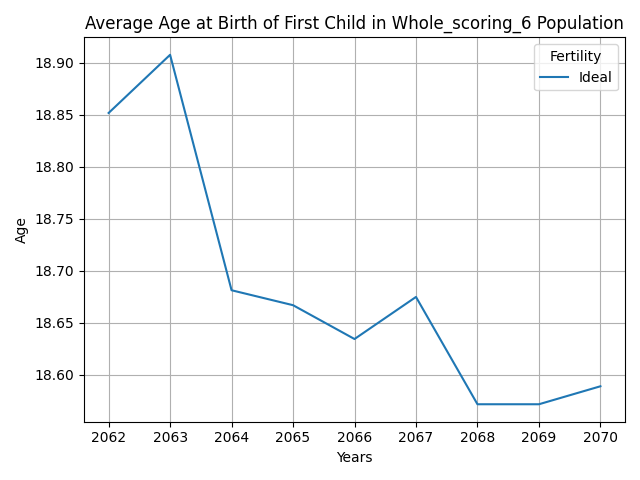 Average Age at Birth of First Child in Whole_scoring_6 Population
Fertility
Ideal
18.90
18.85
18.80
18.75
18.70
18.65
18.60
Age
2062 2063 2064 2065 2066 2067 2068 2069 2070
Years